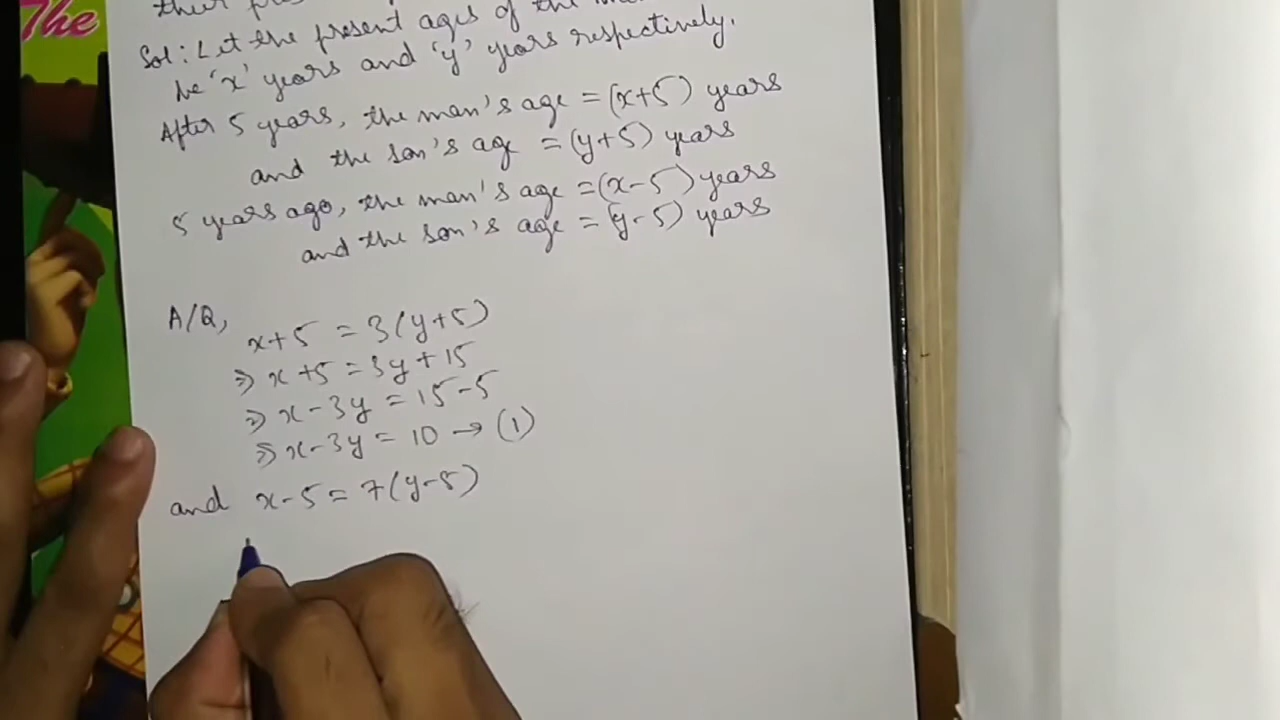 The
their
Sol: Let the present ages of the
be 'x' years and 'y' years respectively.
After 5 years, the man's age = (x+5) years
and the son's age = (y+5) years
5 years ago, the man's age = (x-5) years
and the son's age = (y-5) years
A/Q,
x+5 = 3(y+5)
⇒ x+5 = 3y+15
⇒ x-3y = 15-5
⇒ x-3y = 10 → (1)
and x-5 = 7(y-5)